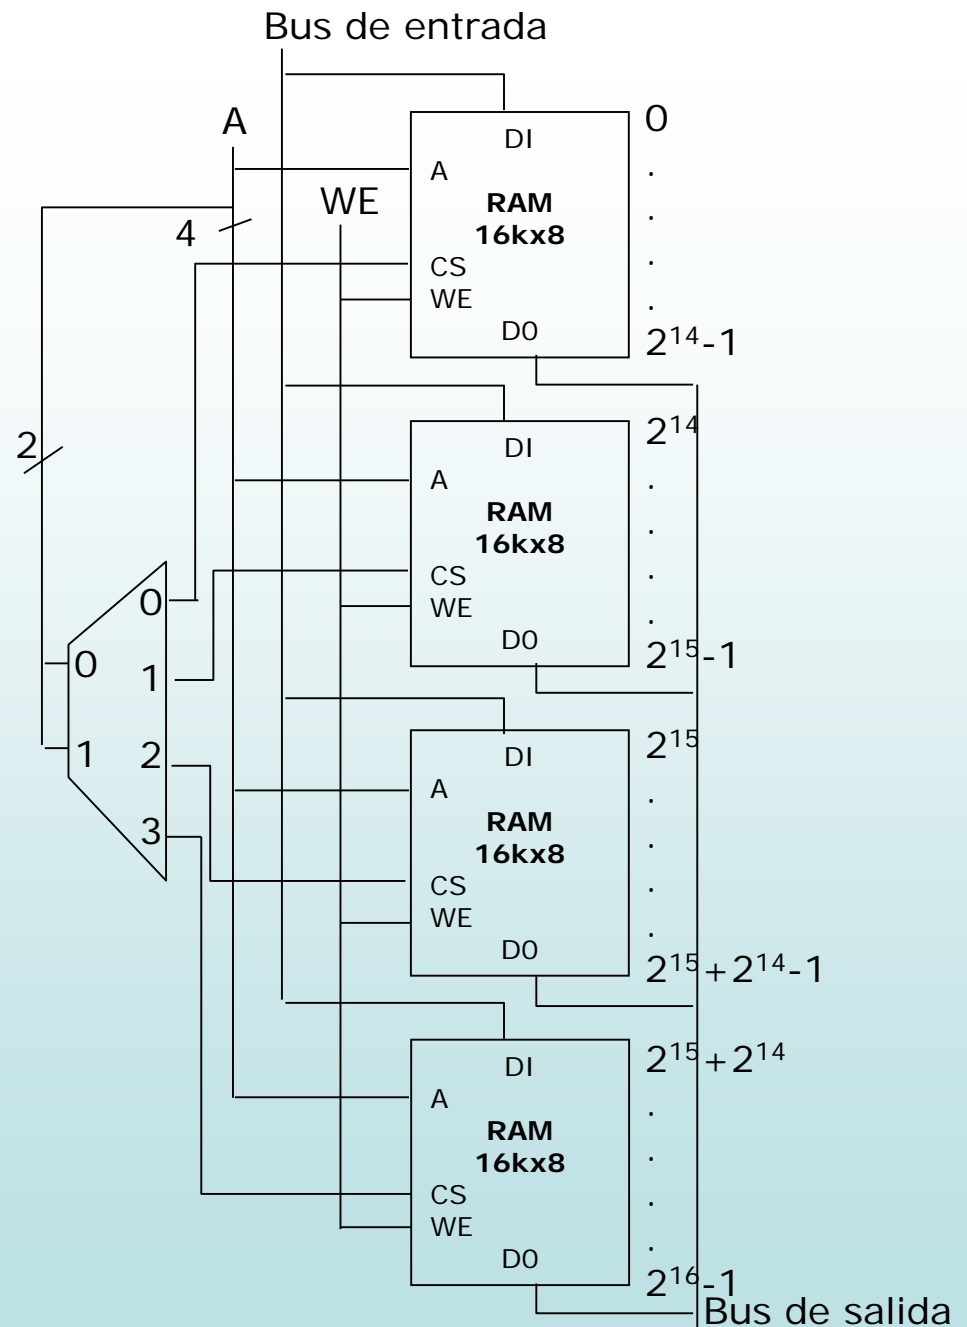 Bus de entrada
A
WE
4
2
0
1
0
1
2
3
DI
A
RAM
16kx8
CS
WE
D0
0
.
.
.
.
2¹⁴-1
DI
A
RAM
16kx8
CS
WE
D0
2¹⁴
.
.
.
.
2¹⁵-1
DI
A
RAM
16kx8
CS
WE
D0
2¹⁵
.
.
.
.
2¹⁵+2¹⁴-1
DI
A
RAM
16kx8
CS
WE
D0
2¹⁵+2¹⁴
.
.
.
.
2¹⁶-1
Bus de salida